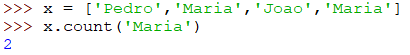 >>> x = ['Pedro','Maria','Joao','Maria']
>>> x.count('Maria')
2